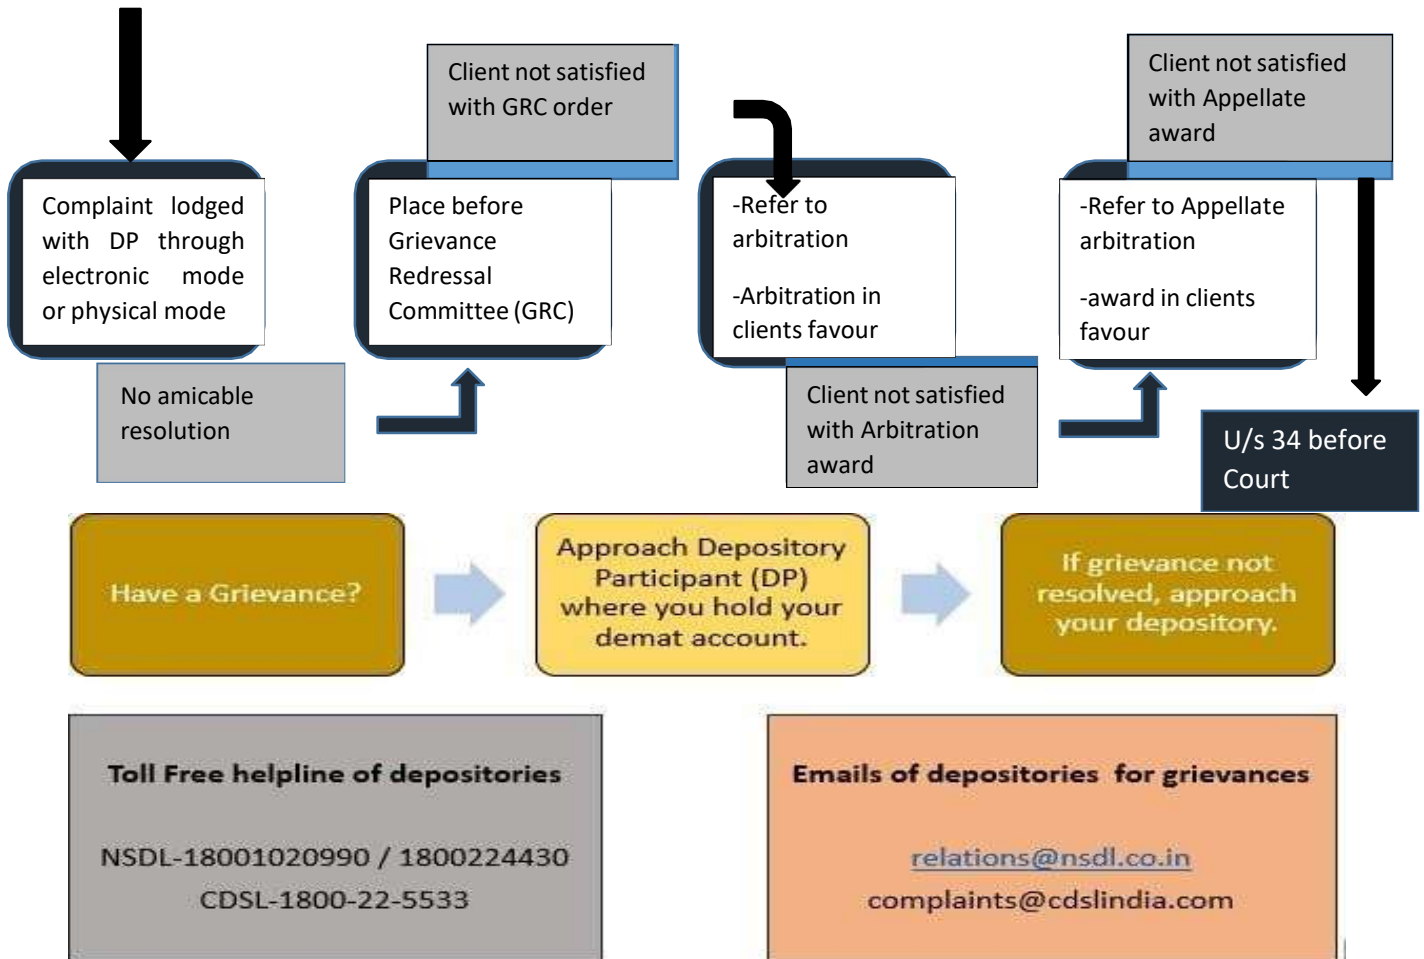 Client not satisfied
with GRC order
Client not satisfied
with Appellate
award
Complaint lodged
with DP through
electronic mode
or physical mode
Place before
Grievance
Redressal
Committee (GRC)
-Refer to
arbitration
-Arbitration in
clients favour
-Refer to Appellate
arbitration
-award in clients
favour
No amicable
resolution
Client not satisfied
with Arbitration
award
U/s 34 before
Court
Have a Grievance?
Approach Depository
Participant (DP)
where you hold your
demat account.
If grievance not
resolved, approach
your depository.
Toll Free helpline of depositories
NSDL-18001020990 / 1800224430
CDSL-1800-22-5533
Emails of depositories for grievances
relations@nsdl.co.in
complaints@cdslindia.com